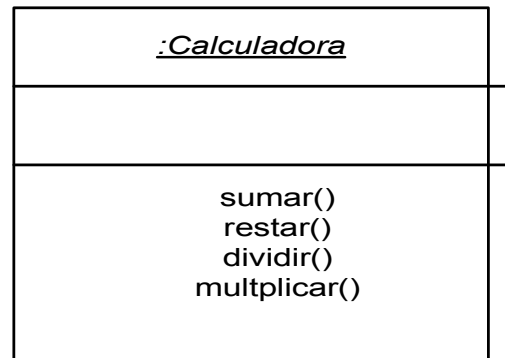 :Calculadora
sumar()
restar()
dividir()
multplicar()